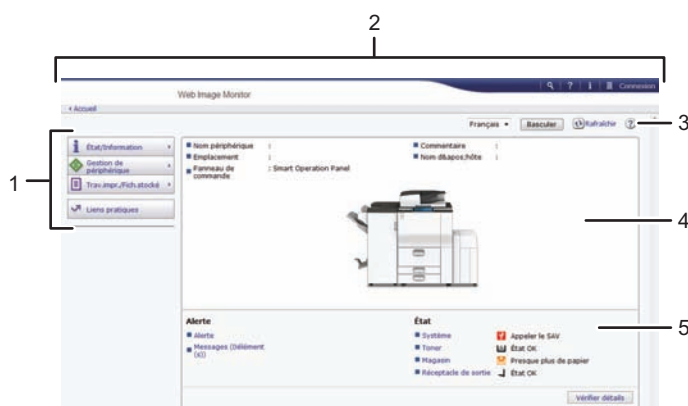 2
Web Image Monitor
Connexion
Accueil
Français Basculer Rafraîchir
3
1
État/Information
Gestion de
périphérique
Trav.impr./Fich.stocké
Liens pratiques
Nom périphérique :
Emplacement :
Panneau de
commande : Smart Operation Panel
Commentaire :
Nom d&apos;hôte :
4
Alerte
Alerte
Messages (0élément
(s))
État
Système Appeler le SAV
Toner État OK
Magasin Presque plus de papier
Réceptacle de sortie État OK
5
Vérifier détails